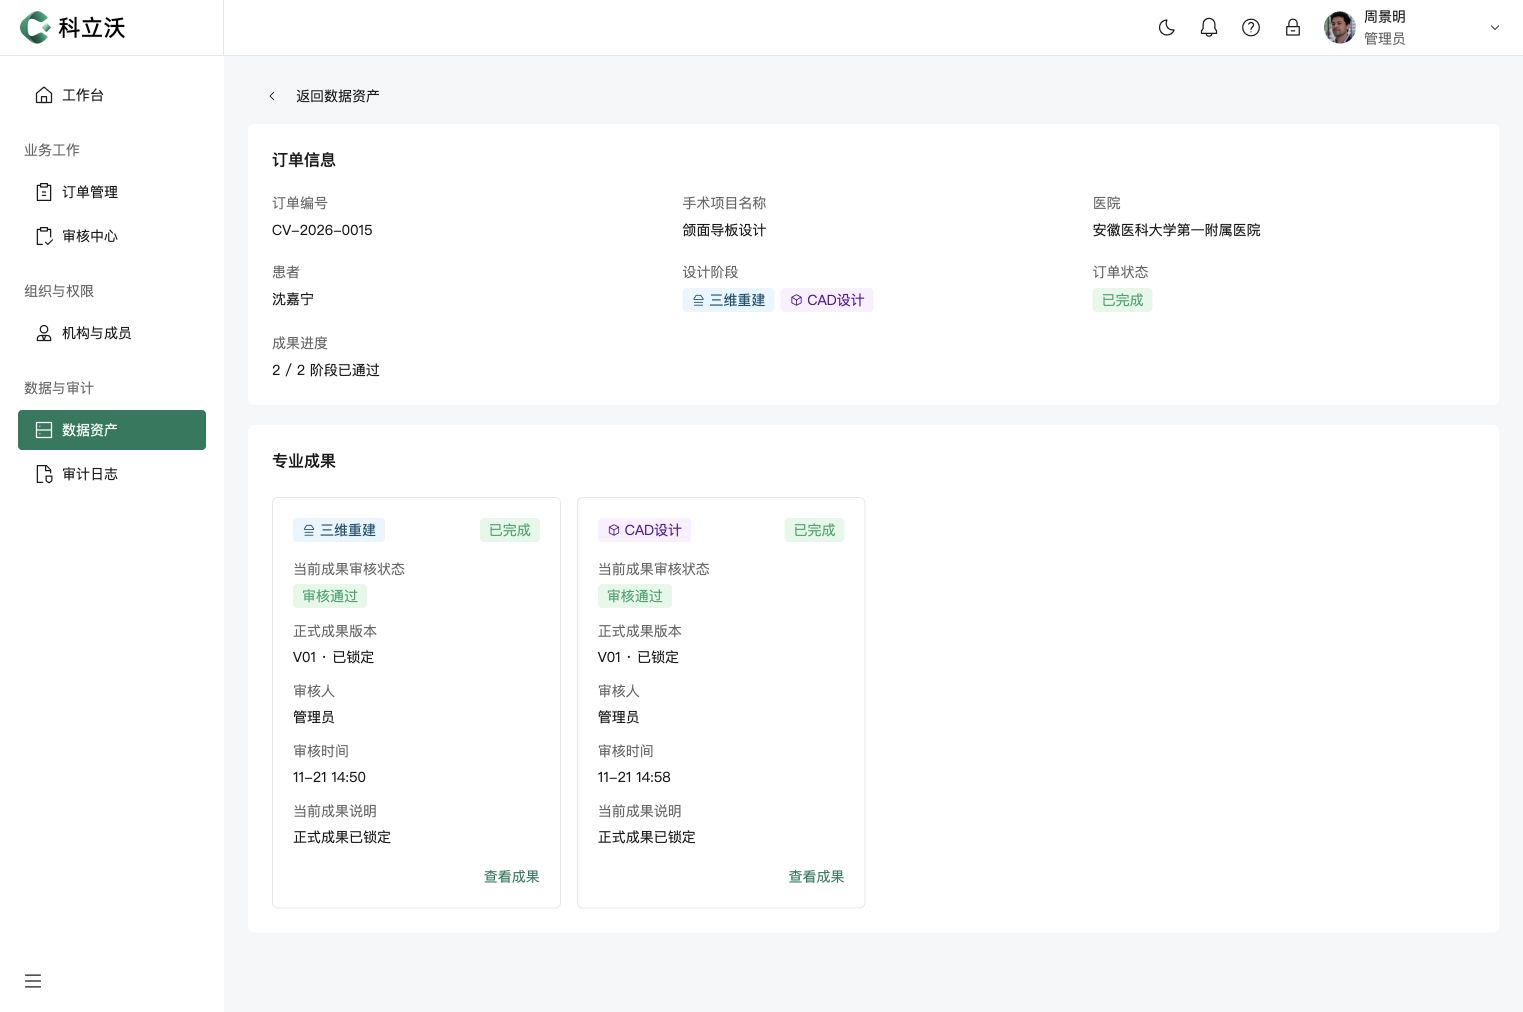 科立沃
周景明
管理员
工作台
业务工作
订单管理
审核中心
组织与权限
机构与成员
数据与审计
数据资产
审计日志
返回数据资产
订单信息
订单编号
CV-2026-0015
手术项目名称
颌面导板设计
医院
安徽医科大学第一附属医院
患者
沈嘉宁
设计阶段
三维重建 CAD设计
订单状态
已完成
成果进度
2 / 2 阶段已通过
专业成果
三维重建 已完成
当前成果审核状态
审核通过
正式成果版本
V01 · 已锁定
审核人
管理员
审核时间
11-21 14:50
当前成果说明
正式成果已锁定
查看成果
CAD设计 已完成
当前成果审核状态
审核通过
正式成果版本
V01 · 已锁定
审核人
管理员
审核时间
11-21 14:58
当前成果说明
正式成果已锁定
查看成果